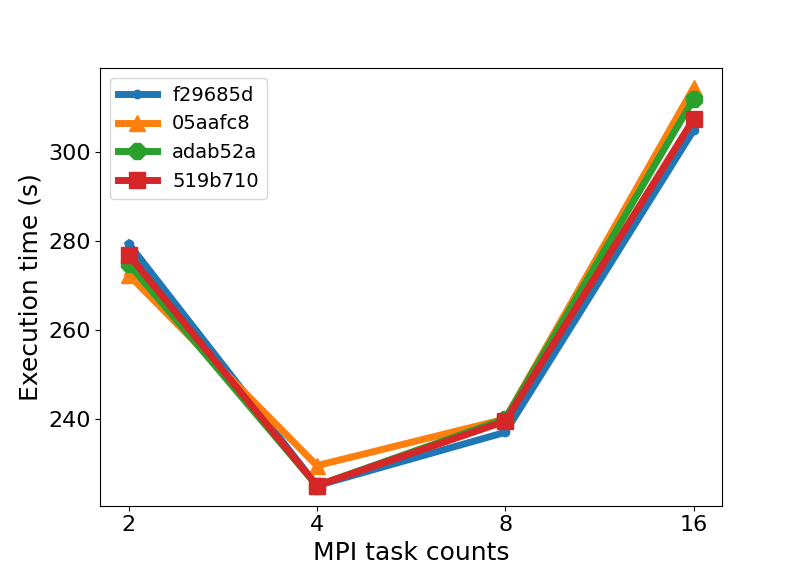 f29685d
05aafc8
adab52a
519b710
300
280
260
240
Execution time (s)
2 4 8 16
MPI task counts